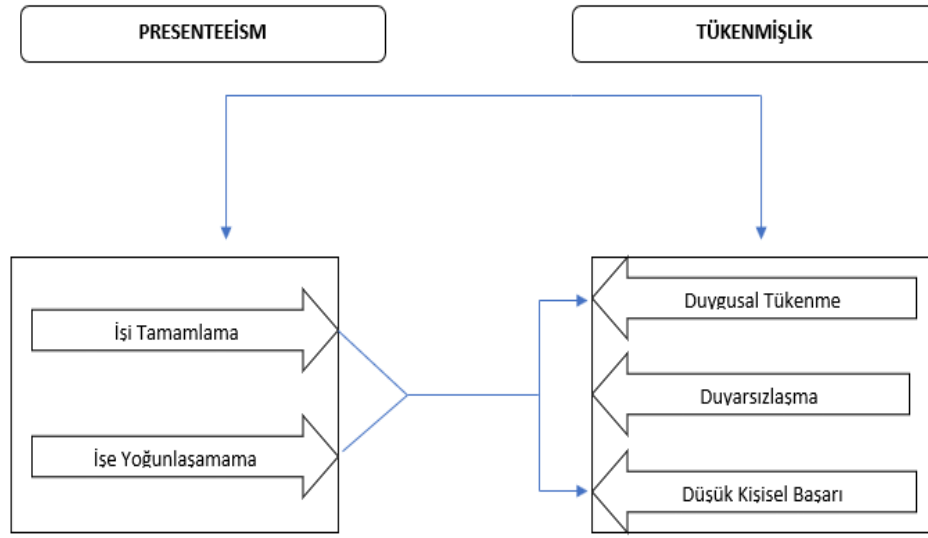 PRESENTEEİSM
TÜKENMİŞLİK
İşi Tamamlama
İşe Yoğunlaşamama
Duygusal Tükenme
Duyarsızlaşma
Düşük Kişisel Başarı